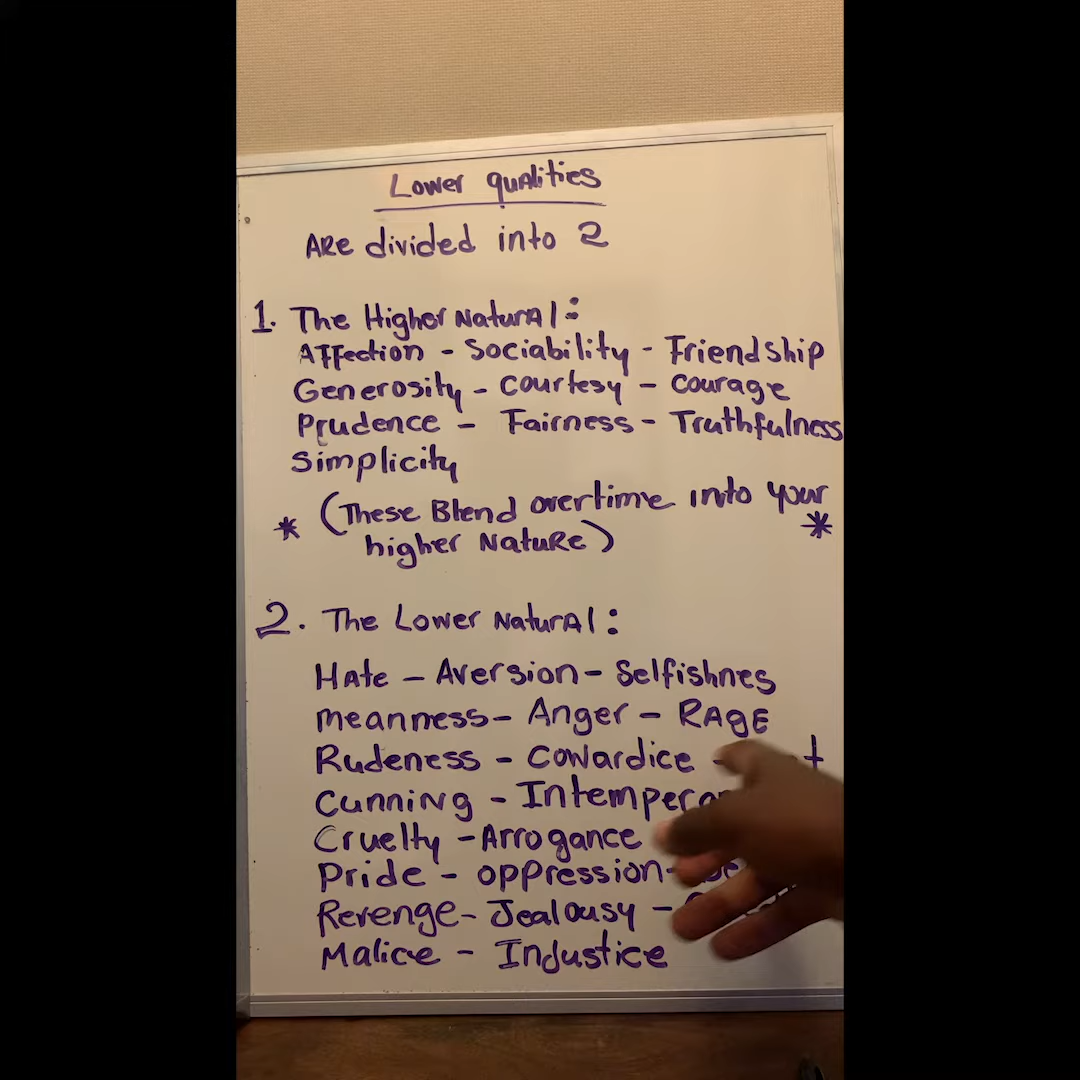 Lower qualities
Are divided into 2
1. The Higher Natural:
Affection - Sociability - Friendship
Generosity - Courtesy - Courage
Prudence - Fairness - Truthfulness
Simplicity
* (These Blend overtime into your *
higher Nature)
2. The Lower Natural:
Hate - Aversion - Selfishnes
Meanness - Anger - Rage
Rudeness - Cowardice -
Cunning -
Cruelty - Arrogance
Pride - Oppression -
Revenge - Jealousy -
Malice - Injustice